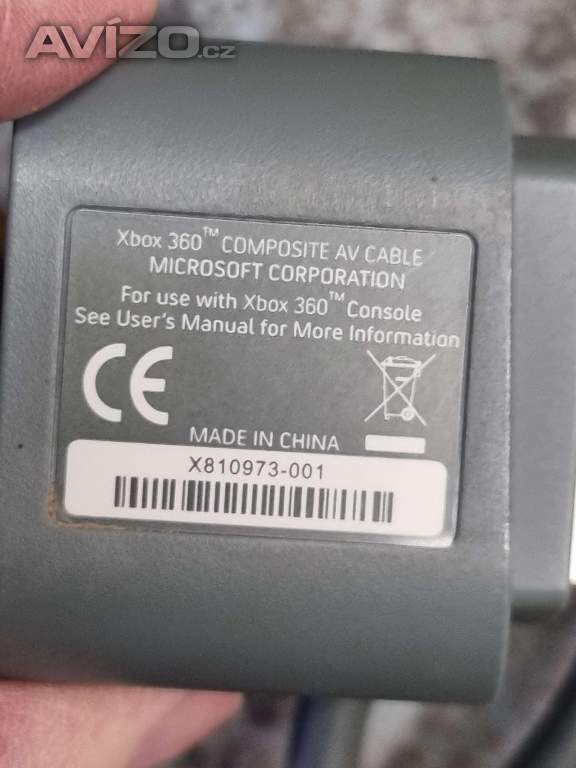 AVÍZO.cz
Xbox 360™ COMPOSITE AV CABLE
MICROSOFT CORPORATION
For use with Xbox 360™ Console
See User's Manual for More Information
CE
MADE IN CHINA
X810973-001